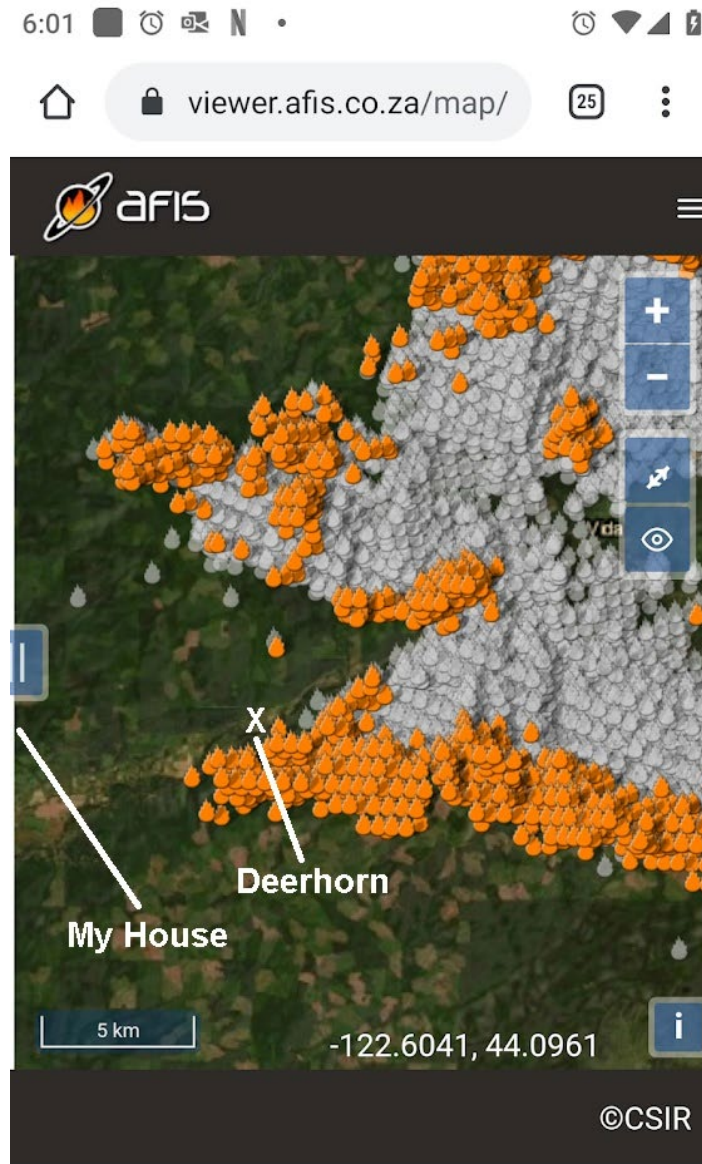 6:01
viewer.afis.co.za/map/
25
afis
+
−
Vida
X
Deerhorn
My House
5 km
-122.6041, 44.0961
i
©CSIR